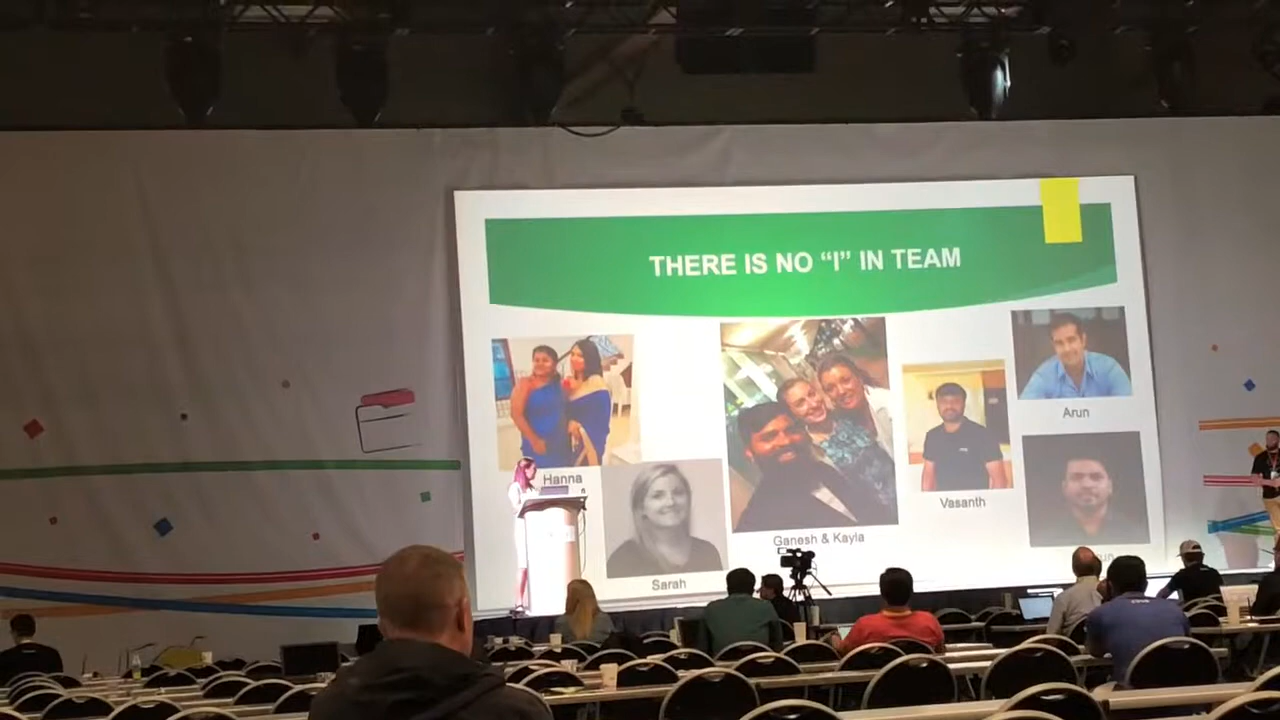 THERE IS NO “I” IN TEAM
Hanna
Sarah
Ganesh & Kayla
Vasanth
Arun